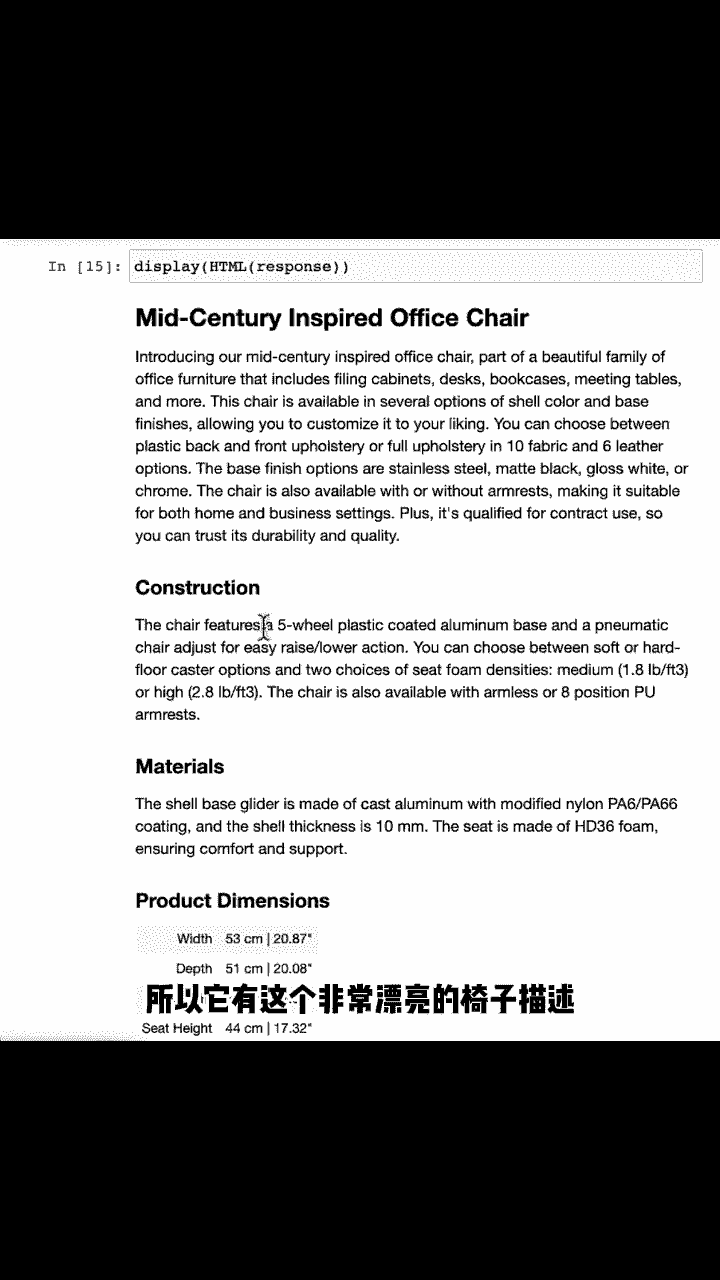 In [15]: display(HTML(response))
Mid-Century Inspired Office Chair
Introducing our mid-century inspired office chair, part of a beautiful family of
office furniture that includes filing cabinets, desks, bookcases, meeting tables,
and more. This chair is available in several options of shell color and base
finishes, allowing you to customize it to your liking. You can choose between
plastic back and front upholstery or full upholstery in 10 fabric and 6 leather
options. The base finish options are stainless steel, matte black, gloss white, or
chrome. The chair is also available with or without armrests, making it suitable
for both home and business settings. Plus, it's qualified for contract use, so
you can trust its durability and quality.
Construction
The chair features a 5-wheel plastic coated aluminum base and a pneumatic
chair adjust for easy raise/lower action. You can choose between soft or hard-
floor caster options and two choices of seat foam densities: medium (1.8 lb/ft3)
or high (2.8 lb/ft3). The chair is also available with armless or 8 position PU
armrests.
Materials
The shell base glider is made of cast aluminum with modified nylon PA6/PA66
coating, and the shell thickness is 10 mm. The seat is made of HD36 foam,
ensuring comfort and support.
Product Dimensions
Width 53 cm | 20.87"
Depth 51 cm | 20.08"
所以它有这个非常漂亮的椅子描述
Seat Height 44 cm | 17.32"